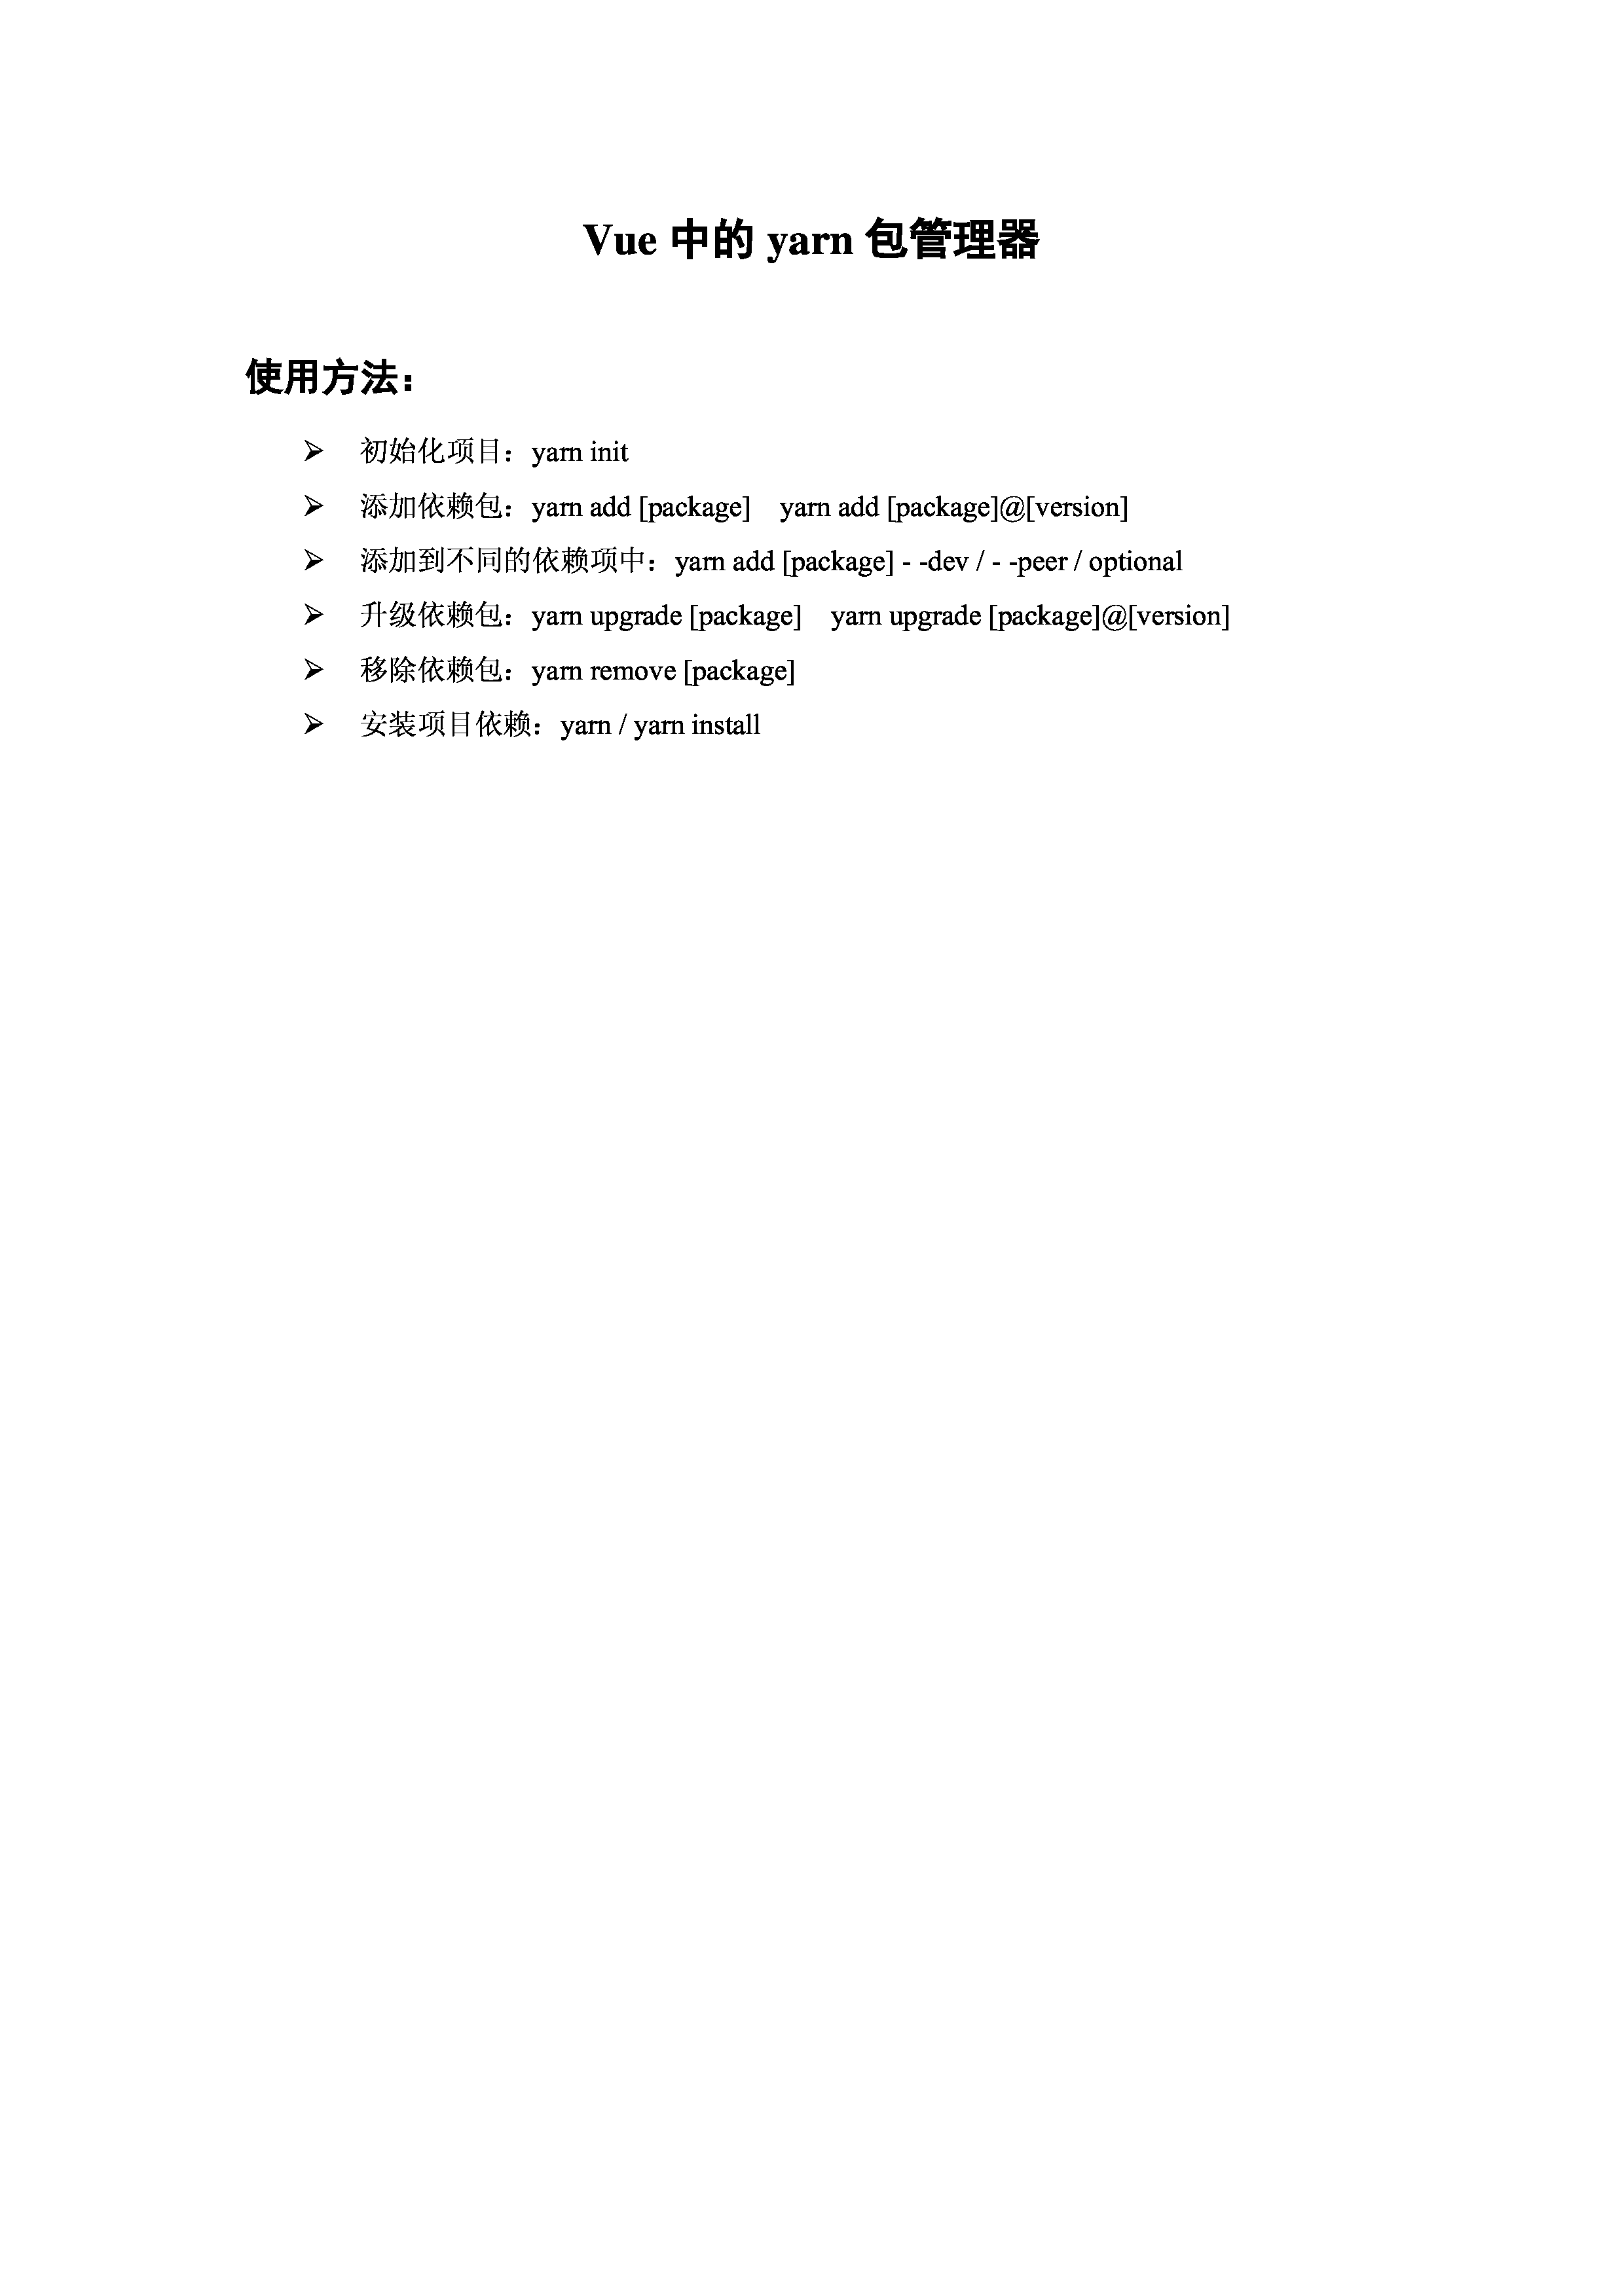 Vue 中的 yarn 包管理器
使用方法：
➢ 初始化项目：yarn init
➢ 添加依赖包：yarn add [package] yarn add [package]@[version]
➢ 添加到不同的依赖项中：yarn add [package] - -dev / - -peer / optional
➢ 升级依赖包：yarn upgrade [package] yarn upgrade [package]@[version]
➢ 移除依赖包：yarn remove [package]
➢ 安装项目依赖：yarn / yarn install